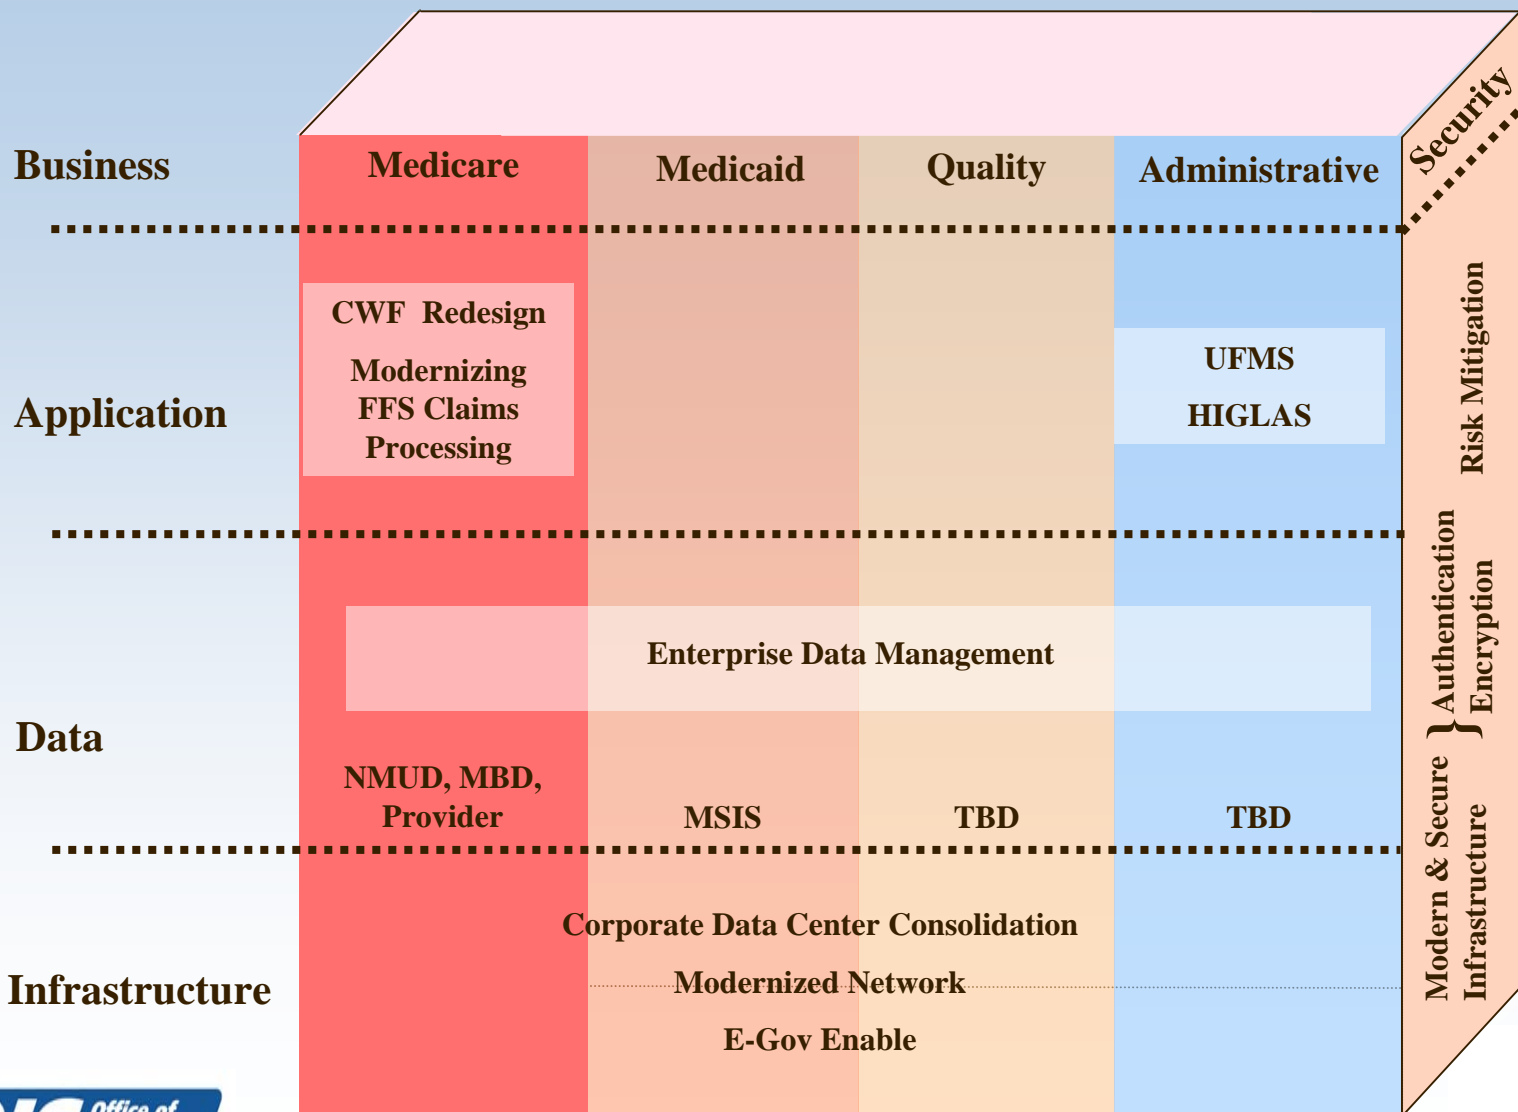 Business
Medicare
Medicaid
Quality
Administrative
Security
CWF Redesign
Modernizing
FFS Claims
Processing
Application
UFMS
HIGLAS
Risk Mitigation
Enterprise Data Management
Authentication
Encryption
Data
NMUD, MBD,
Provider
MSIS
TBD
TBD
Modern & Secure
Infrastructure
Infrastructure
Corporate Data Center Consolidation
Modernized Network
E-Gov Enable
Office of